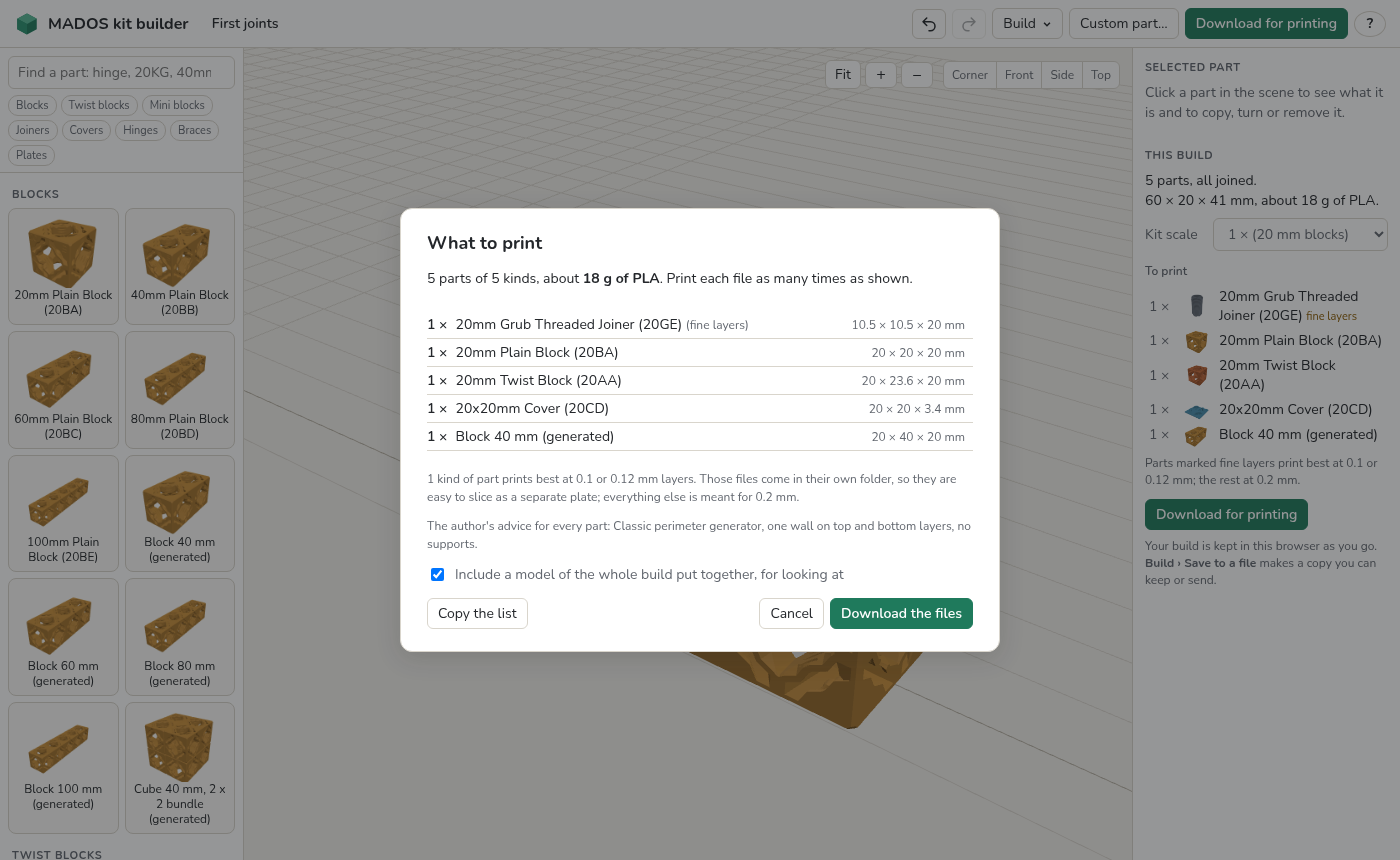 MADOS kit builder
First joints
Build
Custom part...
Download for printing
?
Find a part: hinge, 20KG, 40mm
Blocks
Twist blocks
Mini blocks
Joiners
Covers
Hinges
Braces
Plates
BLOCKS
20mm Plain Block
(20BA)
40mm Plain Block
(20BB)
60mm Plain Block
(20BC)
80mm Plain Block
(20BD)
100mm Plain
Block (20BE)
Block 40 mm
(generated)
Block 60 mm
(generated)
Block 80 mm
(generated)
Block 100 mm
(generated)
Cube 40 mm, 2 x
2 bundle
(generated)
TWIST BLOCKS
Fit
+
−
Corner
Front
Side
Top
What to print
5 parts of 5 kinds, about 18 g of PLA. Print each file as many times as shown.
1 × 20mm Grub Threaded Joiner (20GE) (fine layers) 10.5 × 10.5 × 20 mm
1 × 20mm Plain Block (20BA) 20 × 20 × 20 mm
1 × 20mm Twist Block (20AA) 20 × 23.6 × 20 mm
1 × 20x20mm Cover (20CD) 20 × 20 × 3.4 mm
1 × Block 40 mm (generated) 20 × 40 × 20 mm
1 kind of part prints best at 0.1 or 0.12 mm layers. Those files come in their own folder, so they are
easy to slice as a separate plate; everything else is meant for 0.2 mm.
The author's advice for every part: Classic perimeter generator, one wall on top and bottom layers, no
supports.
Include a model of the whole build put together, for looking at
Copy the list
Cancel
Download the files
SELECTED PART
Click a part in the scene to see what it
is and to copy, turn or remove it.
THIS BUILD
5 parts, all joined.
60 × 20 × 41 mm, about 18 g of PLA.
Kit scale
1 × (20 mm blocks)
To print
1 × 20mm Grub Threaded
Joiner (20GE) fine layers
1 × 20mm Plain Block (20BA)
1 × 20mm Twist Block
(20AA)
1 × 20x20mm Cover (20CD)
1 × Block 40 mm (generated)
Parts marked fine layers print best at 0.1 or
0.12 mm; the rest at 0.2 mm.
Download for printing
Your build is kept in this browser as you go.
Build › Save to a file makes a copy you can
keep or send.